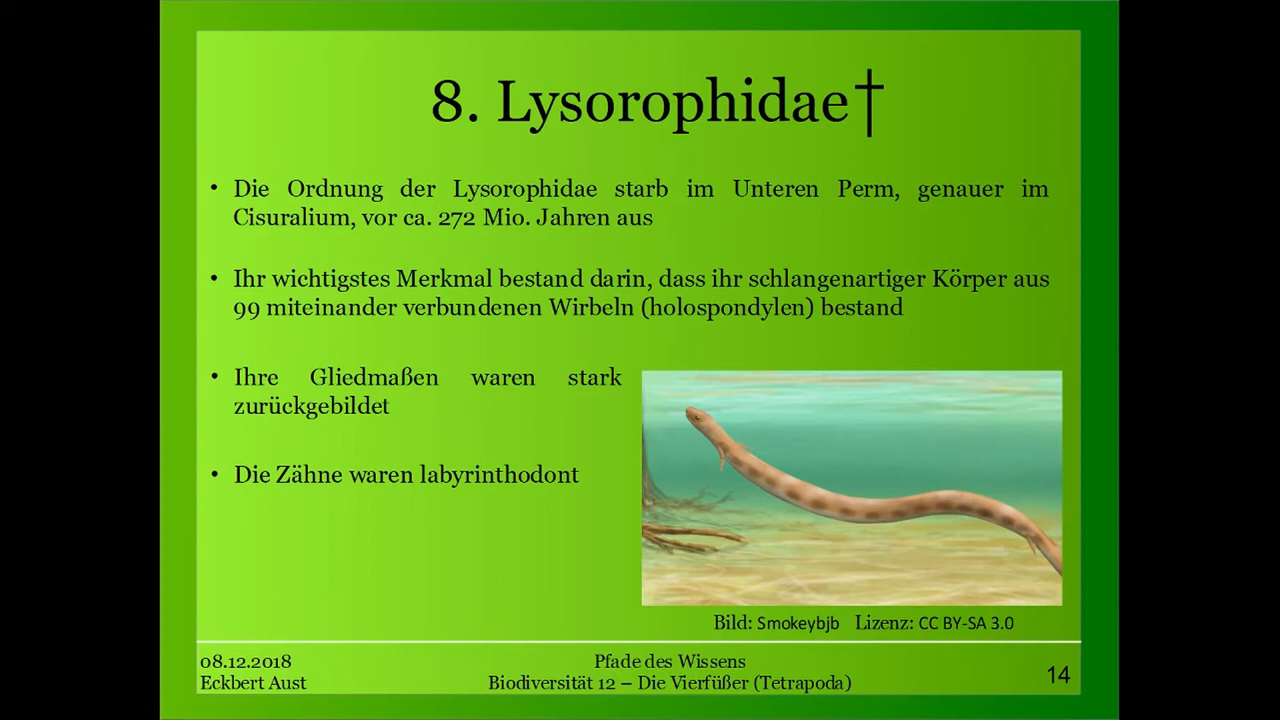 8. Lysorophidae†
• Die Ordnung der Lysorophidae starb im Unteren Perm, genauer im
Cisuralium, vor ca. 272 Mio. Jahren aus
• Ihr wichtigstes Merkmal bestand darin, dass ihr schlangenartiger Körper aus
99 miteinander verbundenen Wirbeln (holospondylen) bestand
• Ihre Gliedmaßen waren stark
zurückgebildet
• Die Zähne waren labyrinthodont
Bild: Smokeybjb Lizenz: CC BY-SA 3.0
08.12.2018
Eckbert Aust
Pfade des Wissens
Biodiversität 12 – Die Vierfüßer (Tetrapoda)
14